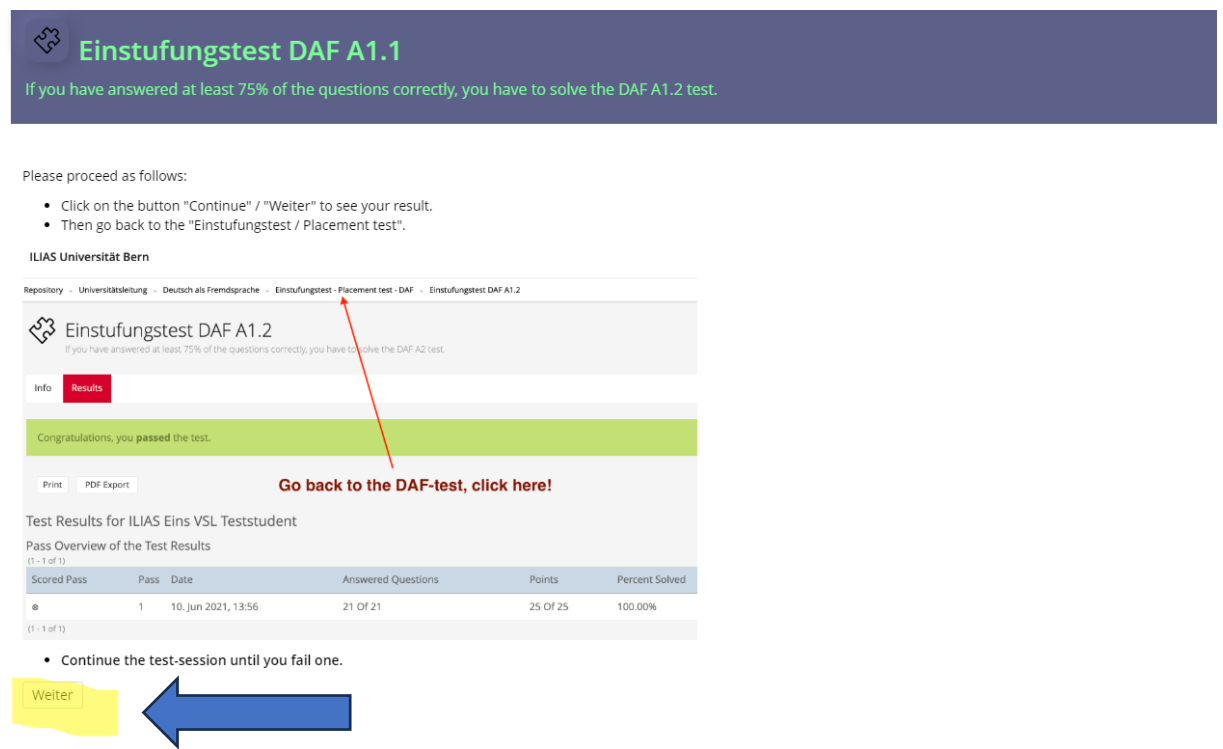 Einstufungstest DAF A1.1
If you have answered at least 75% of the questions correctly, you have to solve the DAF A1.2 test.
Please proceed as follows:
• Click on the button "Continue" / "Weiter" to see your result.
• Then go back to the "Einstufungstest / Placement test".
ILIAS Universität Bern
Repository » Universitätsleitung » Deutsch als Fremdsprache » Einstufungstest - Placement test - DAF » Einstufungstest DAF A1.2
Einstufungstest DAF A1.2
If you have answered at least 75% of the questions correctly, you have to solve the DAF A2 test.
Info Results
Congratulations, you passed the test.
Print PDF Export
Go back to the DAF-test, click here!
Test Results for ILIAS Eins VSL Teststudent
Pass Overview of the Test Results
(1 - 1 of 1)
Scored Pass Pass Date Answered Questions Points Percent Solved
1 10. Jun 2021, 13:56 21 Of 21 25 Of 25 100.00%
(1 - 1 of 1)
• Continue the test-session until you fail one.
Weiter